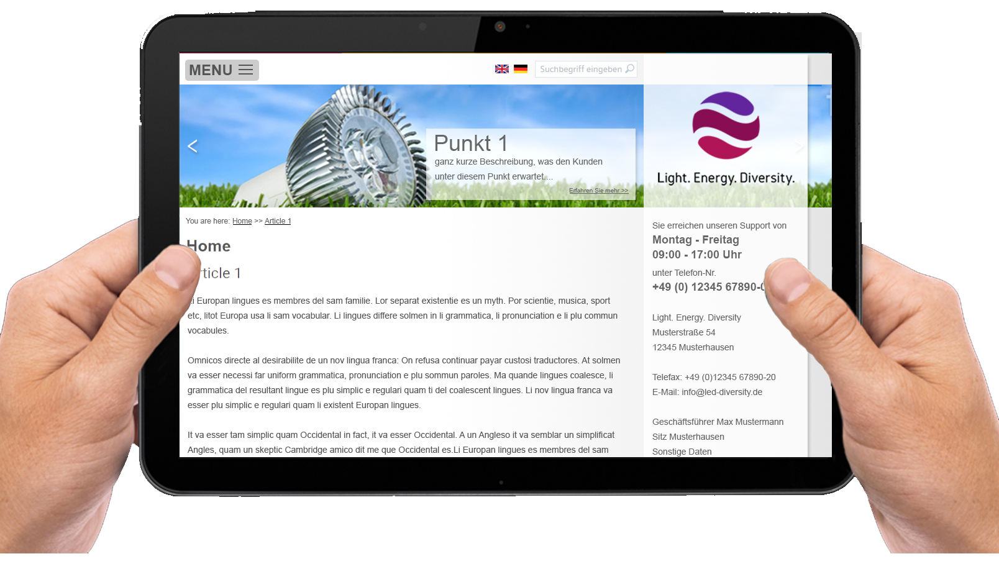 MENU
Suchbegriff eingeben
Punkt 1
ganz kurze Beschreibung, was den Kunden
unter diesem Punkt erwartet....
Erfahren Sie mehr >>
Light. Energy. Diversity.
You are here: Home >> Article 1
Home
ticle 1
i Europan lingues es membres del sam familie. Lor separat existentie es un myth. Por scientie, musica, sport
etc, litot Europa usa li sam vocabular. Li lingues differe solmen in li grammatica, li pronunciation e li plu commun
vocabules.
Omnicos directe al desirabilite de un nov lingua franca: On refusa continuar payar custosi traductores. At solmen
va esser necessi far uniform grammatica, pronunciation e plu sommun paroles. Ma quande lingues coalesce, li
grammatica del resultant lingue es plu simplic e regulari quam ti del coalescent lingues. Li nov lingua franca va
esser plu simplic e regulari quam li existent Europan lingues.
It va esser tam simplic quam Occidental in fact, it va esser Occidental. A un Angleso it va semblar un simplificat
Angles, quam un skeptic Cambridge amico dit me que Occidental es.Li Europan lingues es membres del sam
Sie erreichen unseren Support von
Montag - Freitag
09:00 - 17:00 Uhr
unter Telefon-Nr.
+49 (0) 12345 67890-
Light. Energy. Diversity
Musterstraße 54
12345 Musterhausen
Telefax: +49 (0)12345 67890-20
E-Mail: info@led-diversity.de
Geschäftsführer Max Mustermann
Sitz Musterhausen
Sonstige Daten